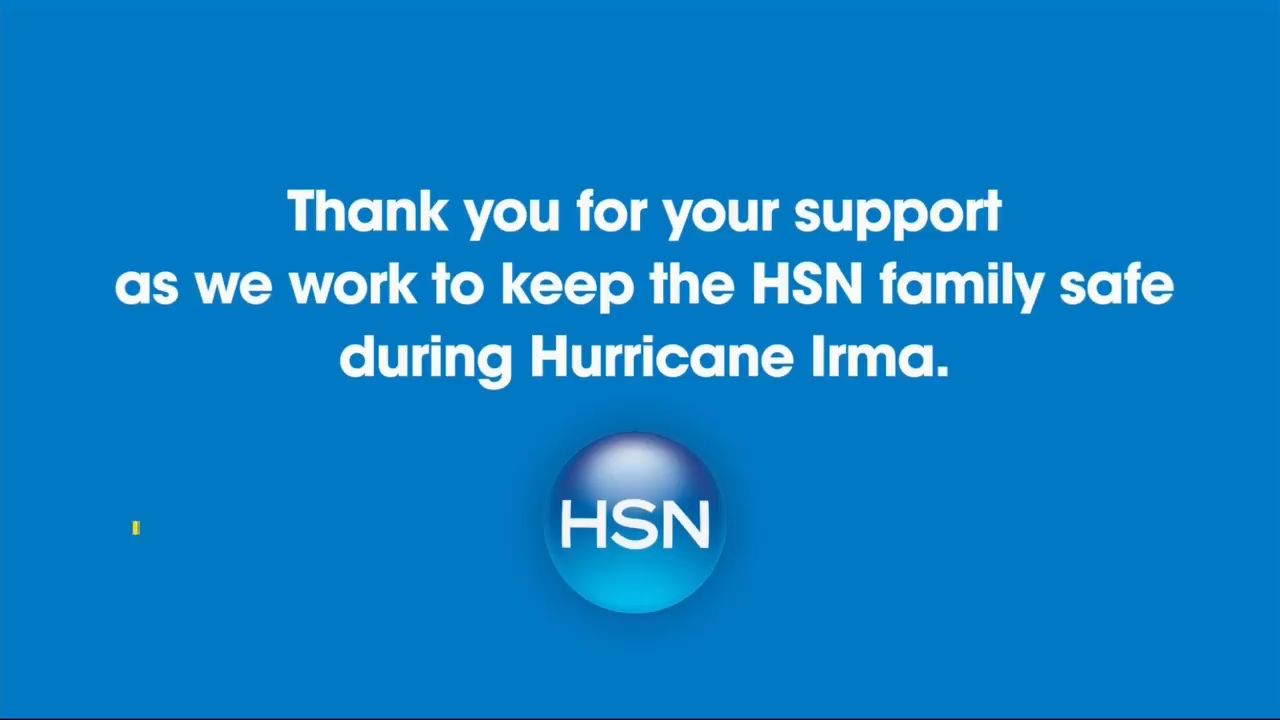 Thank you for your support
as we work to keep the HSN family safe
during Hurricane Irma.
HSN